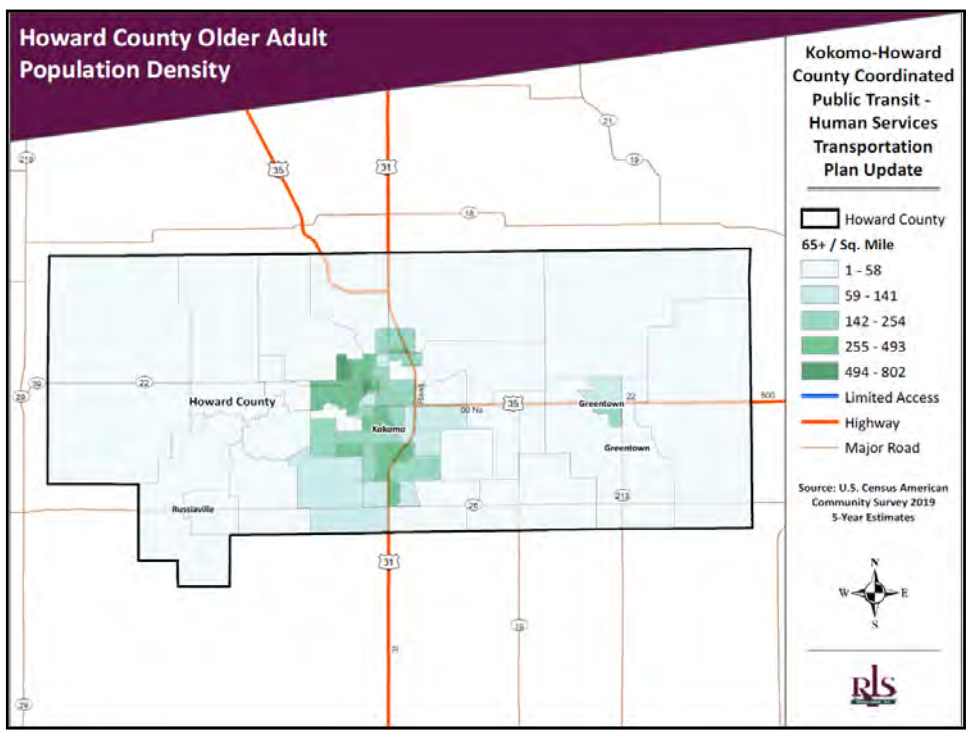 Howard County Older Adult
Population Density
Kokomo-Howard
County Coordinated
Public Transit -
Human Services
Transportation
Plan Update
Howard County
65+ / Sq. Mile
1 - 58
59 - 141
142 - 254
255 - 493
494 - 802
Limited Access
Highway
Major Road
Source: U.S. Census American
Community Survey 2019
5-Year Estimates
N
W
E
S
RLS
21
218
35
31
19
18
29
39
22
Howard County
35
22
500
00 Ns
Greentown
Kokomo
Greentown
Russiaville
26
213
31
19
31
29